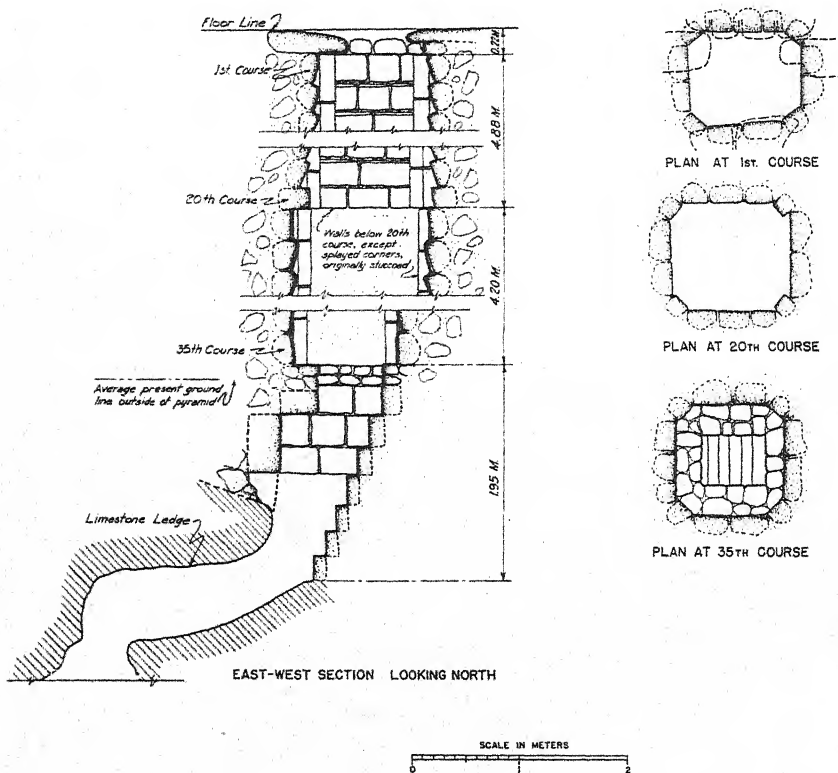 Floor Line
1st. Course
0.22M.
4.88 M.
PLAN AT 1ST. COURSE
20th Course
Walls below 20th
course, except
splayed corners,
originally stuccoed
4.20 M.
PLAN AT 20TH COURSE
35th Course
Average present ground
line outside of pyramid
1.95 M.
Limestone Ledge
PLAN AT 35TH COURSE
EAST-WEST SECTION LOOKING NORTH
SCALE IN METERS
0 1 2